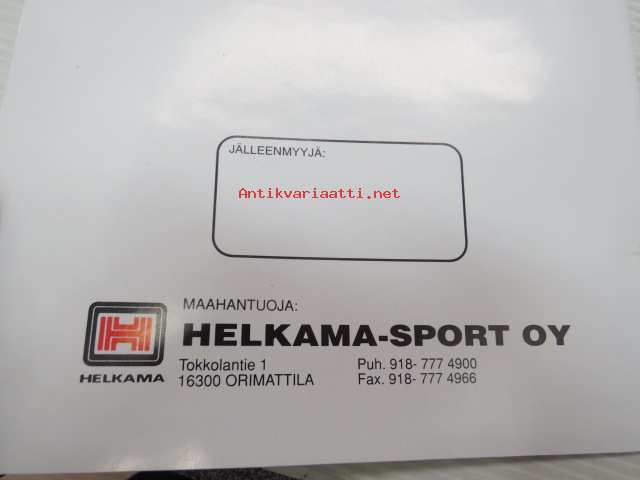 JÄLLEENMYYJÄ:
Antikvariaatti.net
MAAHANTUOJA:
HELKAMA-SPORT OY
HELKAMA
Tokkolantie 1
16300 ORIMATTILA
Puh. 918- 777 4900
Fax. 918- 777 4966